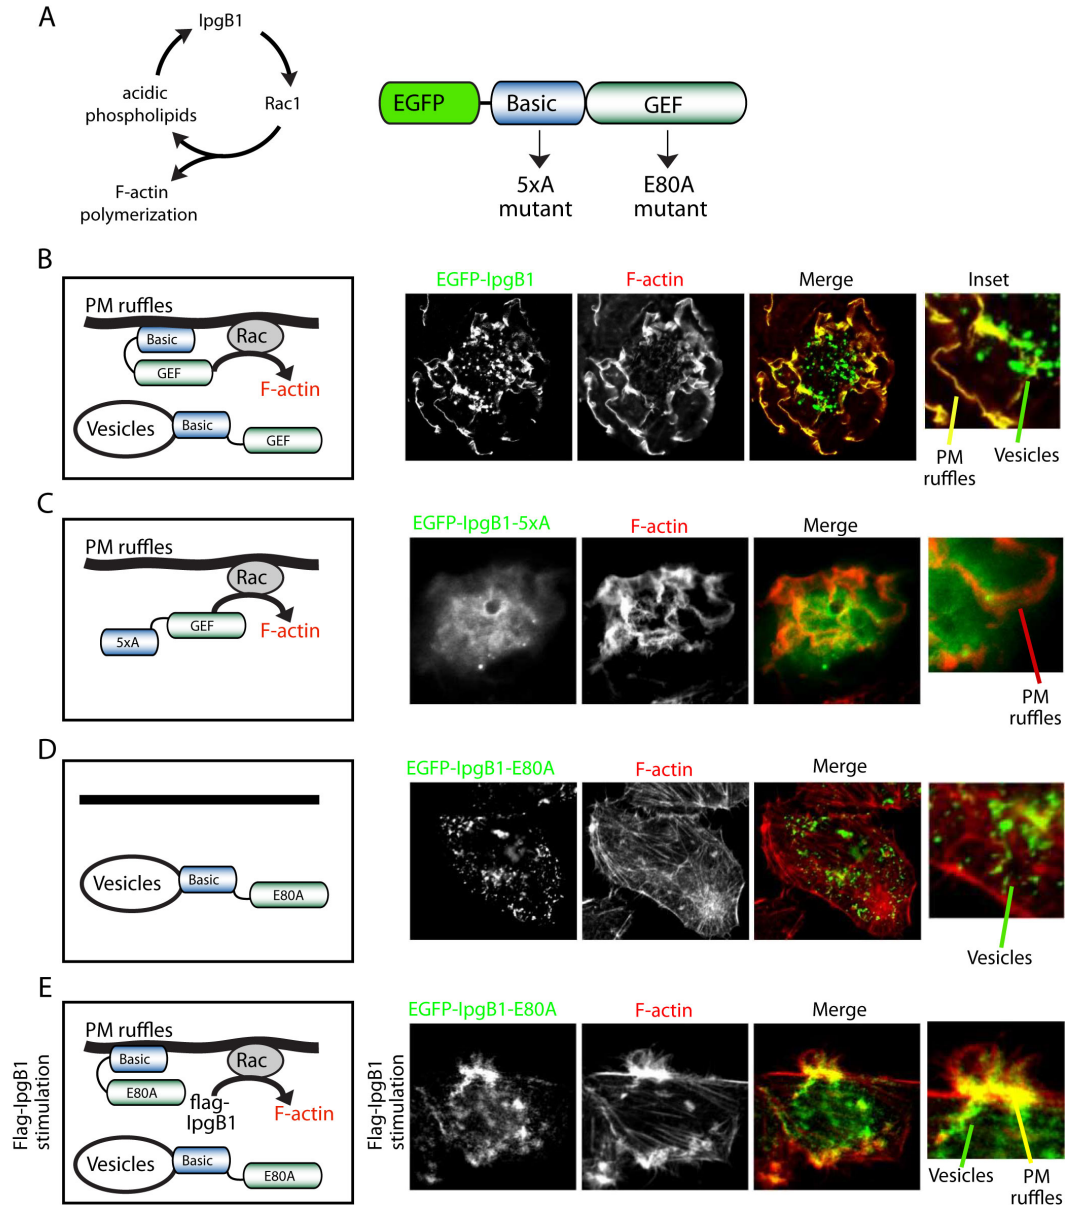 A
IpgB1
acidic
phospholipids
Rac1
F-actin
polymerization
EGFP
Basic
GEF
5xA
mutant
E80A
mutant
B
PM ruffles
Basic
Rac
GEF
F-actin
Vesicles
Basic
GEF
EGFP-IpgB1
F-actin
Merge
Inset
PM
ruffles
Vesicles
C
PM ruffles
Rac
GEF
5xA
F-actin
EGFP-IpgB1-5xA
F-actin
Merge
PM
ruffles
D
Vesicles
Basic
E80A
EGFP-IpgB1-E80A
F-actin
Merge
Vesicles
E
Flag-IpgB1
stimulation
PM ruffles
Basic
Rac
E80A
flag-
IpgB1
F-actin
Vesicles
Basic
E80A
Flag-IpgB1
stimulation
EGFP-IpgB1-E80A
F-actin
Merge
Vesicles
PM
ruffles